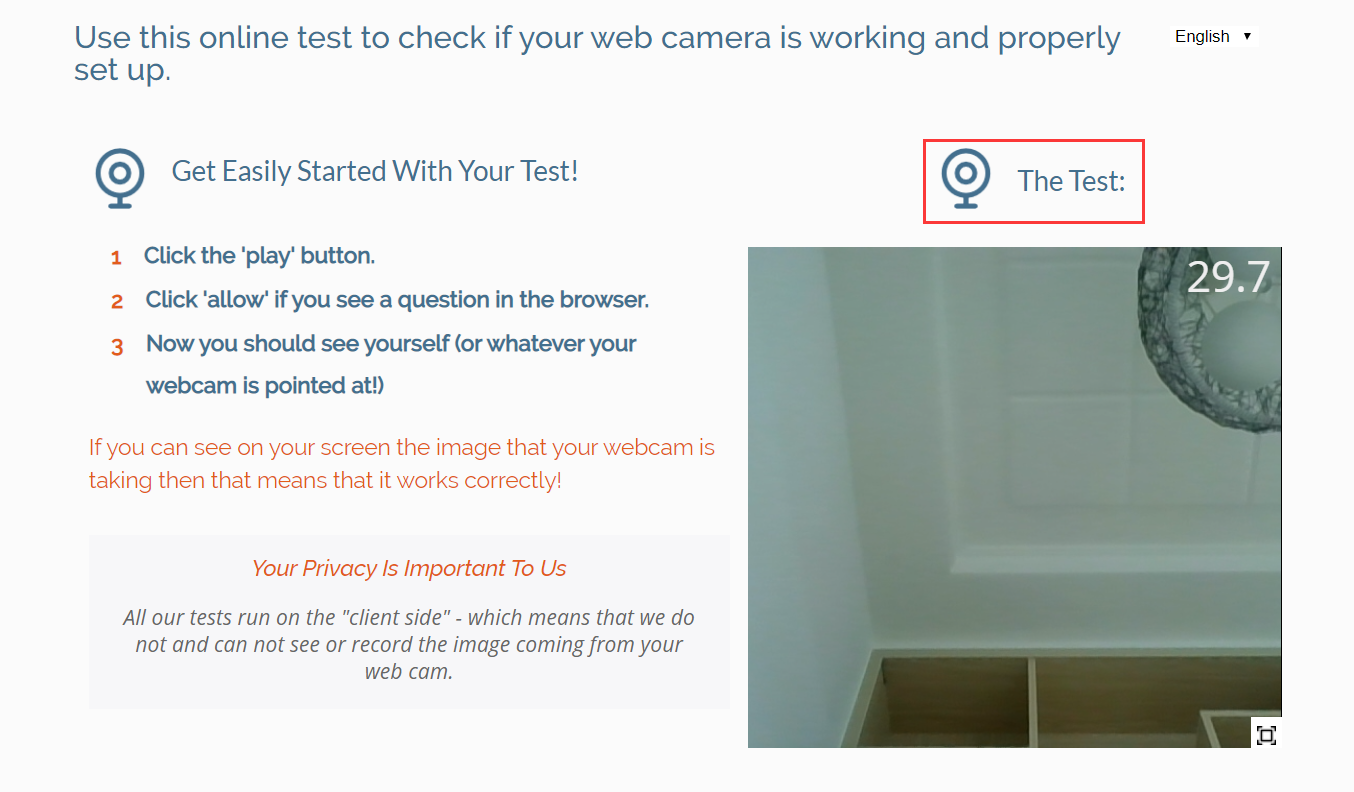 Use this online test to check if your web camera is working and properly
set up.
English
Get Easily Started With Your Test!
1 Click the 'play' button.
2 Click 'allow' if you see a question in the browser.
3 Now you should see yourself (or whatever your
webcam is pointed at!)
If you can see on your screen the image that your webcam is
taking then that means that it works correctly!
Your Privacy Is Important To Us
All our tests run on the "client side" - which means that we do
not and can not see or record the image coming from your
web cam.
The Test:
29.7